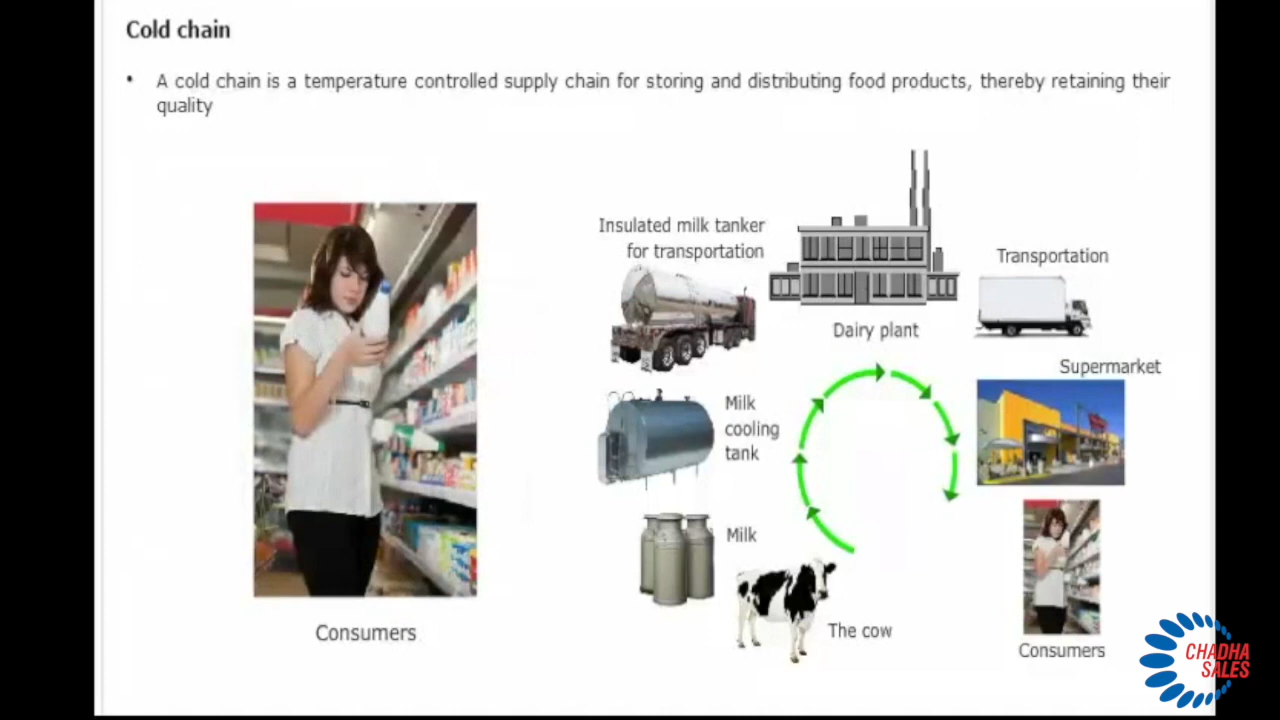 Cold chain
• A cold chain is a temperature controlled supply chain for storing and distributing food products, thereby retaining their
quality
Insulated milk tanker
for transportation
Transportation
Dairy plant
Supermarket
Milk
cooling
tank
Milk
The cow
Consumers
Consumers
CHADHA
SALES